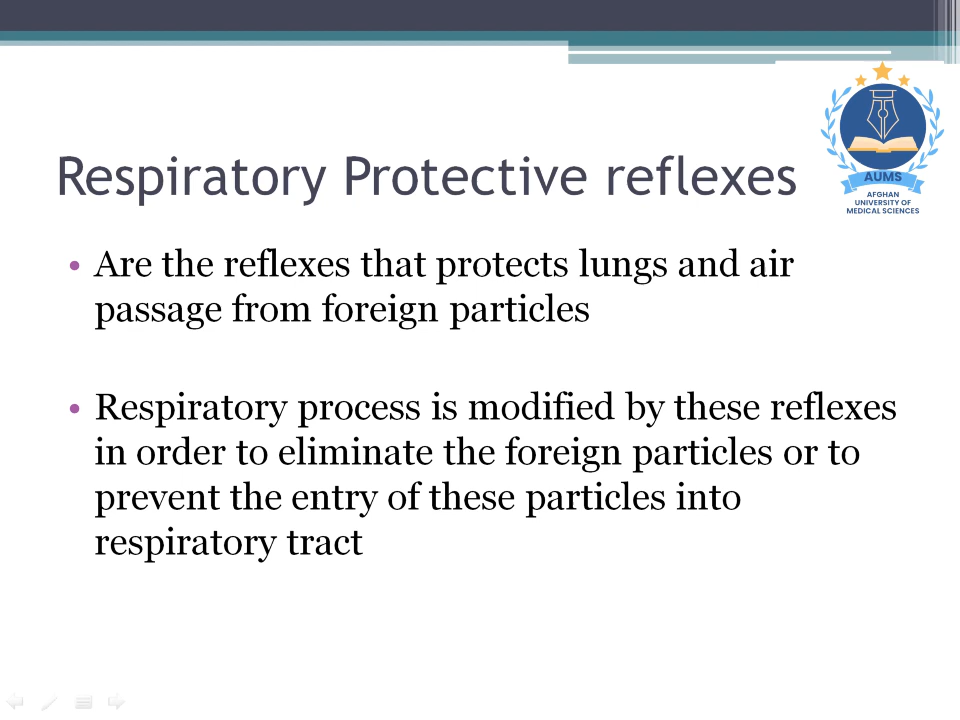 Respiratory Protective reflexes
AUMS
AFGHAN
UNIVERSITY OF
MEDICAL SCIENCES
• Are the reflexes that protects lungs and air
passage from foreign particles
• Respiratory process is modified by these reflexes
in order to eliminate the foreign particles or to
prevent the entry of these particles into
respiratory tract